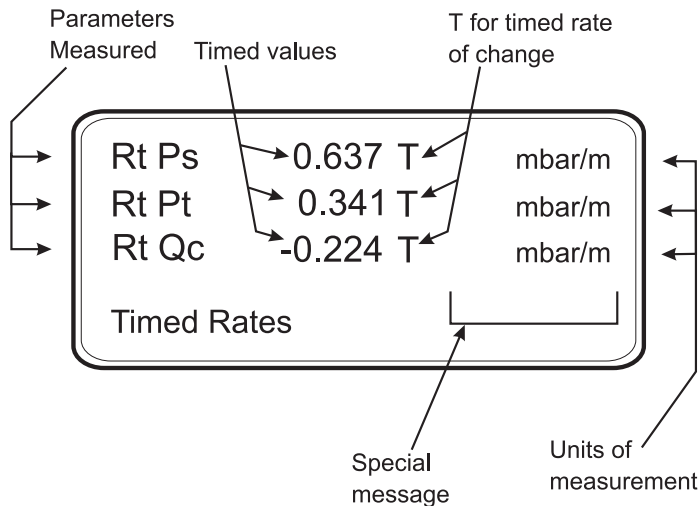 Parameters
Measured
Timed values
T for timed rate
of change
Rt Ps 0.637 T mbar/m
Rt Pt 0.341 T mbar/m
Rt Qc -0.224 T mbar/m
Timed Rates
Special
message
Units of
measurement